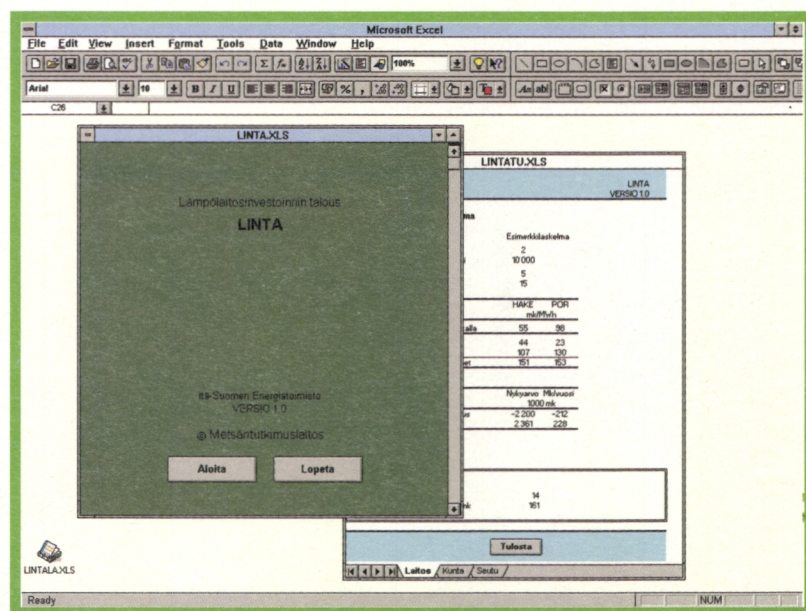 Microsoft Excel
File Edit View Insert Format Tools Data Window Help
100%
Arial 16 B I U % ,
C26
LINTA.XLS
Lämpölaitosinvestoinnin talous
LINTA
Itä-Suomen Energiatoimisto
VERSIO 1.0
© Metsäntutkimuslaitos
Aloita Lopeta
LINTATU.XLS
LINTA
VERSIO 1.0
Esimerkkilaskelma
2
10 000
5
15
HAKE POR
mk/MWh
55 98
44 23
107 130
151 153
Nykyarvo Mk/vuosi
1000 mk
-2 200 -212
2 361 228
14
161
Tulosta
Laitos Kunta Seutu
LINTALA.XLS
Ready NUM